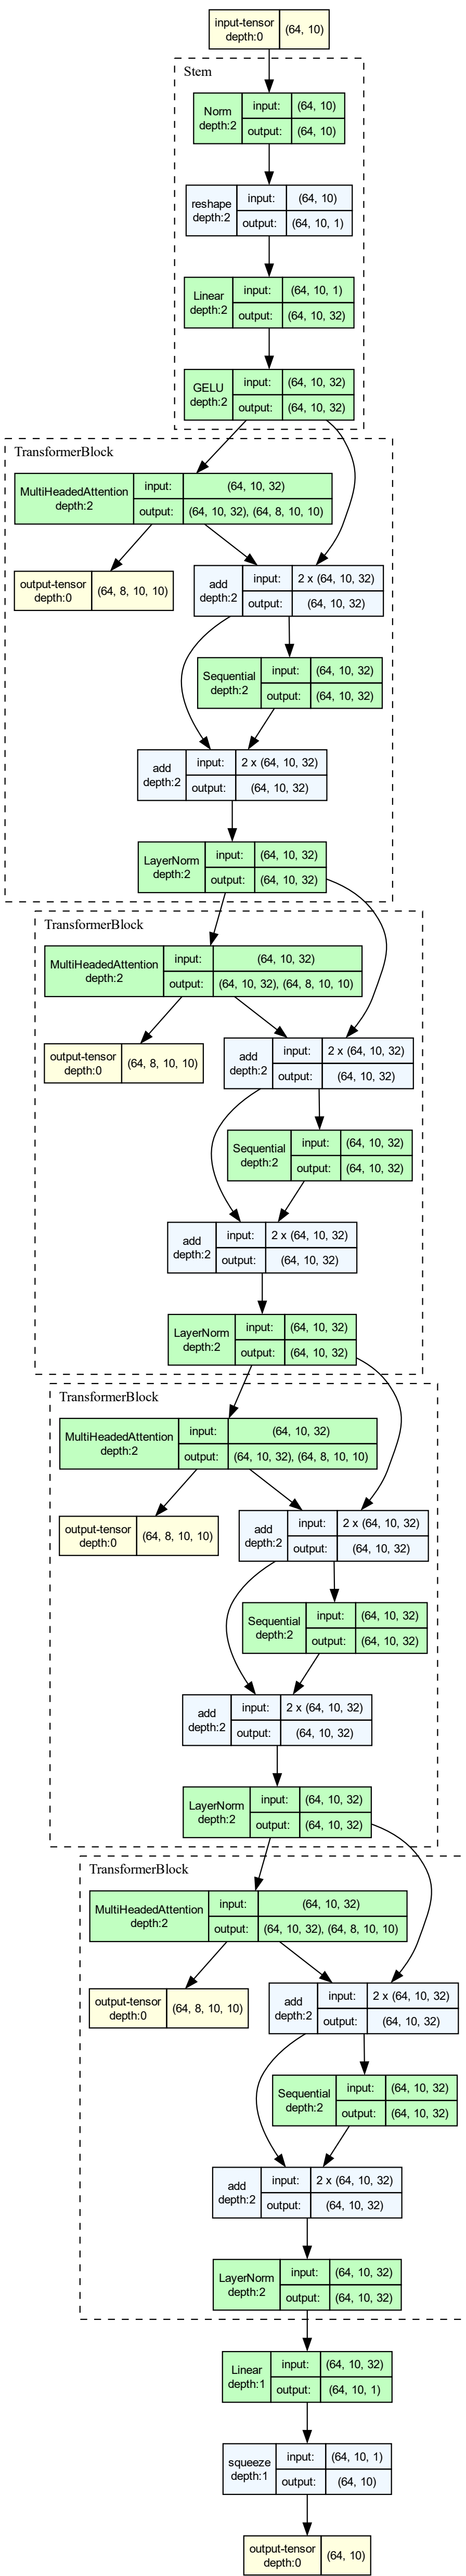 input-tensor
depth:0
(64, 10)
Stem
Norm
depth:2
input:
(64, 10)
output:
(64, 10)
reshape
depth:2
input:
(64, 10)
output:
(64, 10, 1)
Linear
depth:2
input:
(64, 10, 1)
output:
(64, 10, 32)
GELU
depth:2
input:
(64, 10, 32)
output:
(64, 10, 32)
TransformerBlock
MultiHeadedAttention
depth:2
input:
(64, 10, 32)
output:
(64, 10, 32), (64, 8, 10, 10)
output-tensor
depth:0
(64, 8, 10, 10)
add
depth:2
input:
2 x (64, 10, 32)
output:
(64, 10, 32)
Sequential
depth:2
input:
(64, 10, 32)
output:
(64, 10, 32)
add
depth:2
input:
2 x (64, 10, 32)
output:
(64, 10, 32)
LayerNorm
depth:2
input:
(64, 10, 32)
output:
(64, 10, 32)
TransformerBlock
MultiHeadedAttention
depth:2
input:
(64, 10, 32)
output:
(64, 10, 32), (64, 8, 10, 10)
output-tensor
depth:0
(64, 8, 10, 10)
add
depth:2
input:
2 x (64, 10, 32)
output:
(64, 10, 32)
Sequential
depth:2
input:
(64, 10, 32)
output:
(64, 10, 32)
add
depth:2
input:
2 x (64, 10, 32)
output:
(64, 10, 32)
LayerNorm
depth:2
input:
(64, 10, 32)
output:
(64, 10, 32)
TransformerBlock
MultiHeadedAttention
depth:2
input:
(64, 10, 32)
output:
(64, 10, 32), (64, 8, 10, 10)
output-tensor
depth:0
(64, 8, 10, 10)
add
depth:2
input:
2 x (64, 10, 32)
output:
(64, 10, 32)
Sequential
depth:2
input:
(64, 10, 32)
output:
(64, 10, 32)
add
depth:2
input:
2 x (64, 10, 32)
output:
(64, 10, 32)
LayerNorm
depth:2
input:
(64, 10, 32)
output:
(64, 10, 32)
TransformerBlock
MultiHeadedAttention
depth:2
input:
(64, 10, 32)
output:
(64, 10, 32), (64, 8, 10, 10)
output-tensor
depth:0
(64, 8, 10, 10)
add
depth:2
input:
2 x (64, 10, 32)
output:
(64, 10, 32)
Sequential
depth:2
input:
(64, 10, 32)
output:
(64, 10, 32)
add
depth:2
input:
2 x (64, 10, 32)
output:
(64, 10, 32)
LayerNorm
depth:2
input:
(64, 10, 32)
output:
(64, 10, 32)
Linear
depth:1
input:
(64, 10, 32)
output:
(64, 10, 1)
squeeze
depth:1
input:
(64, 10, 1)
output:
(64, 10)
output-tensor
depth:0
(64, 10)